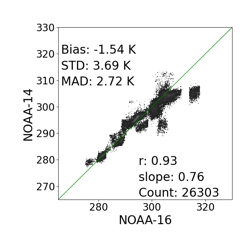 330
320
310
300
290
280
270
NOAA-14
Bias: -1.54 K
STD: 3.69 K
MAD: 2.72 K
r: 0.93
slope: 0.76
Count: 26303
280 300 320
NOAA-16